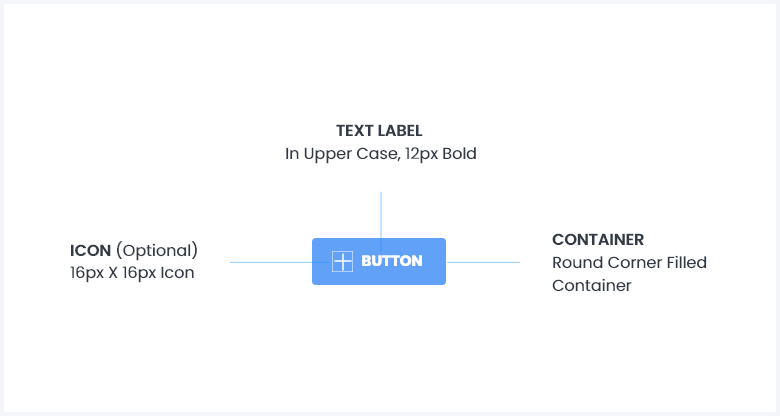 TEXT LABEL
In Upper Case, 12px Bold
ICON (Optional)
16px X 16px Icon
BUTTON
CONTAINER
Round Corner Filled
Container